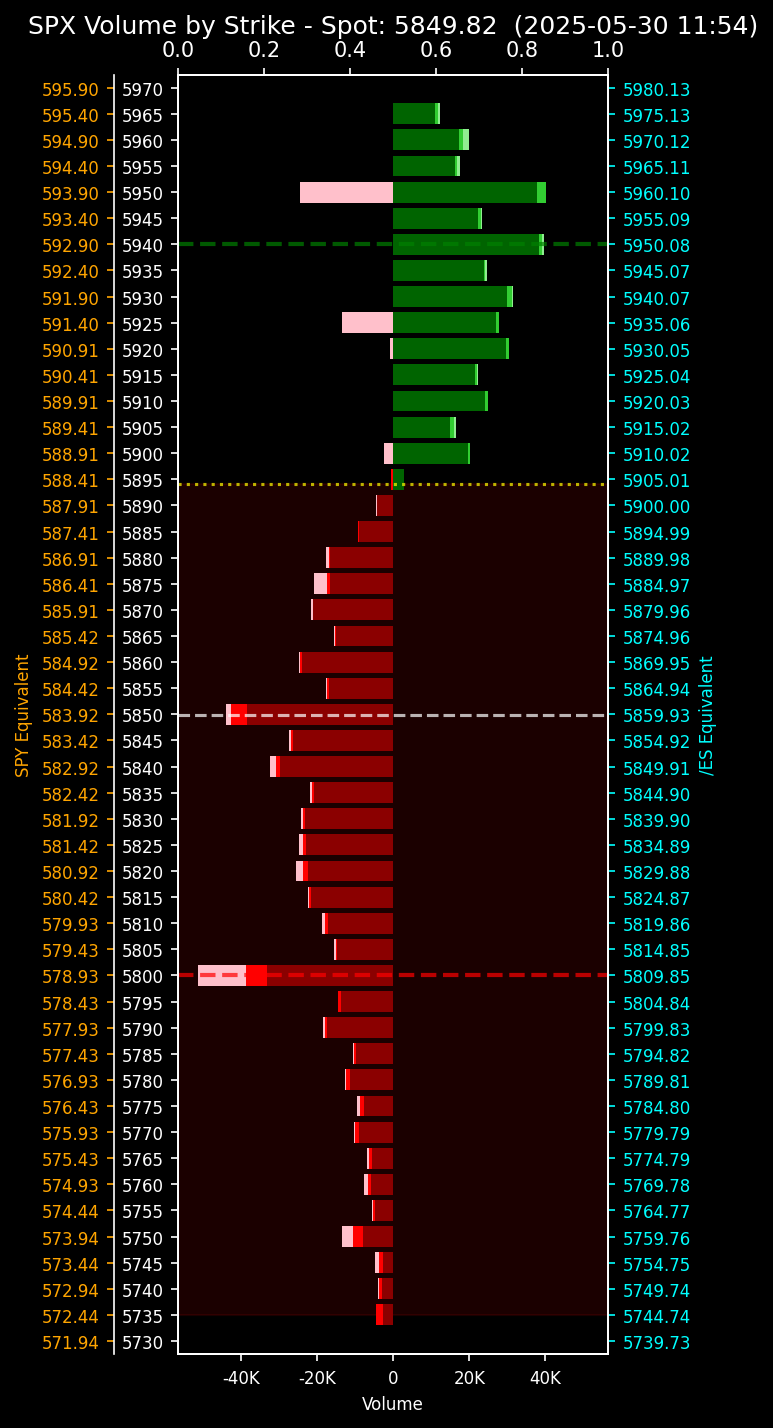 SPX Volume by Strike - Spot: 5849.82 (2025-05-30 11:54)
0.0 0.2 0.4 0.6 0.8 1.0
595.90 5970 5980.13
595.40 5965 5975.13
594.90 5960 5970.12
594.40 5955 5965.11
593.90 5950 5960.10
593.40 5945 5955.09
592.90 5940 5950.08
592.40 5935 5945.07
591.90 5930 5940.07
591.40 5925 5935.06
590.91 5920 5930.05
590.41 5915 5925.04
589.91 5910 5920.03
589.41 5905 5915.02
588.91 5900 5910.02
588.41 5895 5905.01
587.91 5890 5900.00
587.41 5885 5894.99
586.91 5880 5889.98
586.41 5875 5884.97
585.91 5870 5879.96
585.42 5865 5874.96
584.92 5860 5869.95
584.42 5855 5864.94
583.92 5850 5859.93
583.42 5845 5854.92
582.92 5840 5849.91
582.42 5835 5844.90
581.92 5830 5839.90
581.42 5825 5834.89
580.92 5820 5829.88
580.42 5815 5824.87
579.93 5810 5819.86
579.43 5805 5814.85
578.93 5800 5809.85
578.43 5795 5804.84
577.93 5790 5799.83
577.43 5785 5794.82
576.93 5780 5789.81
576.43 5775 5784.80
575.93 5770 5779.79
575.43 5765 5774.79
574.93 5760 5769.78
574.44 5755 5764.77
573.94 5750 5759.76
573.44 5745 5754.75
572.94 5740 5749.74
572.44 5735 5744.74
571.94 5730 5739.73
SPY Equivalent
/ES Equivalent
-40K -20K 0 20K 40K
Volume